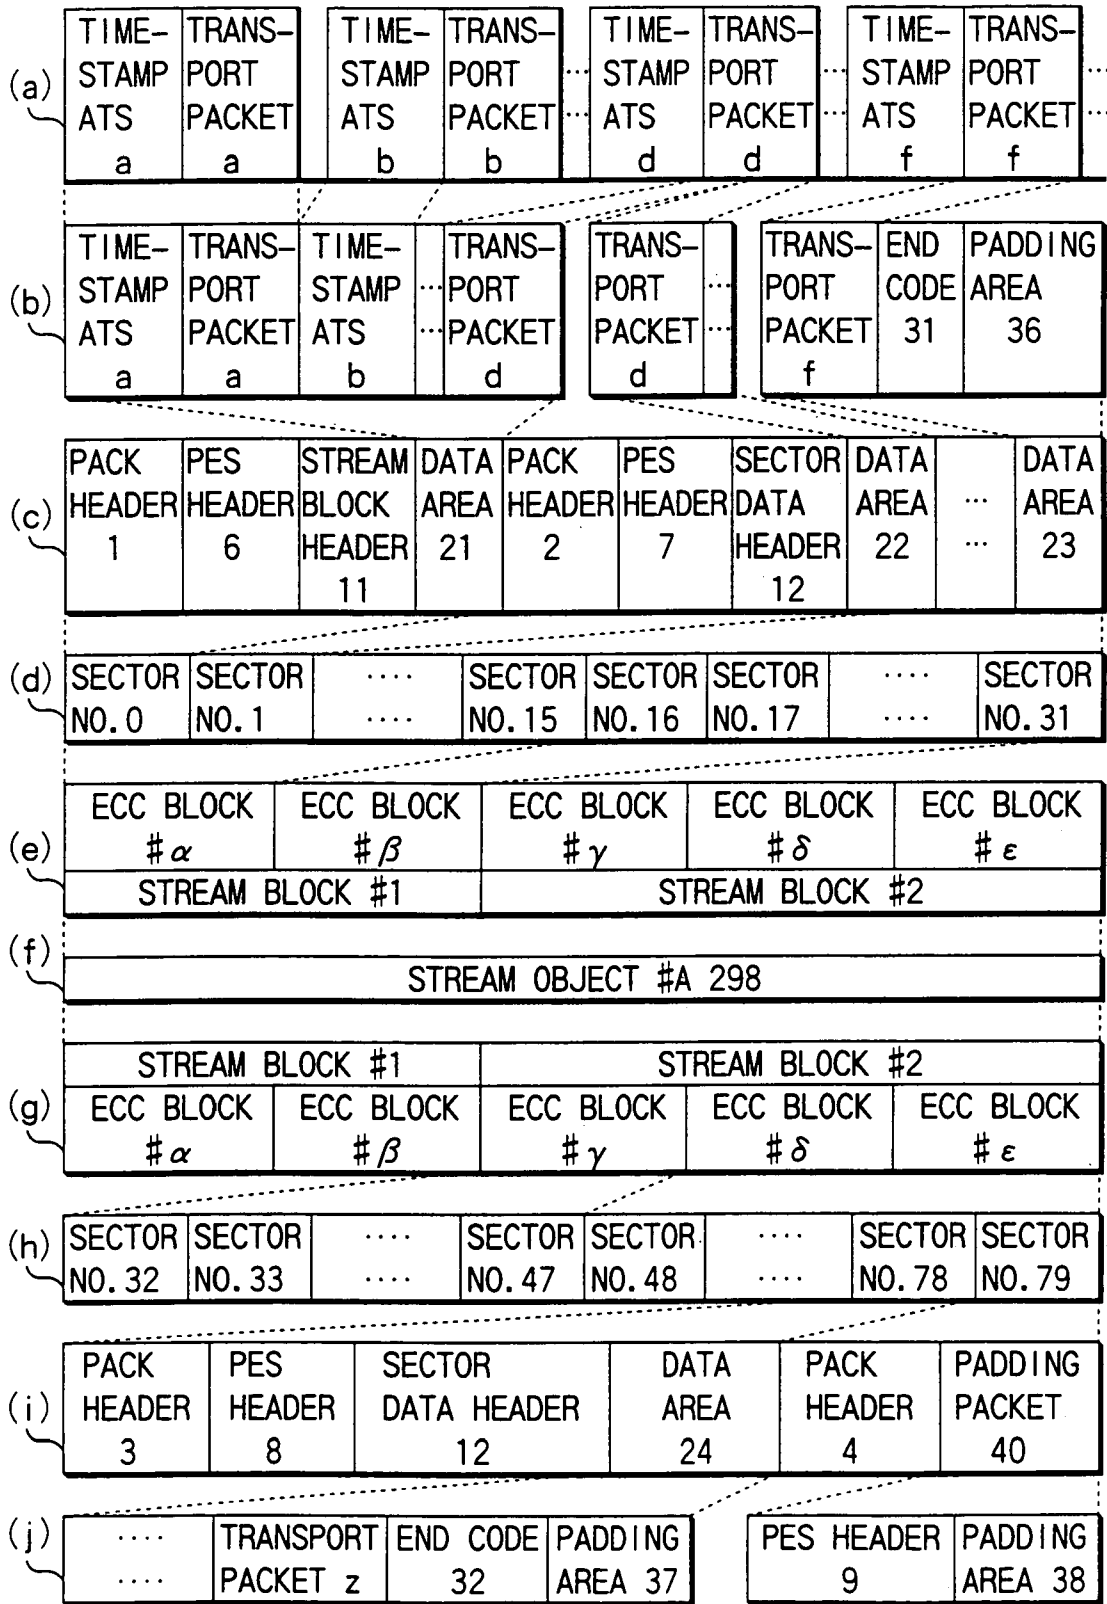 (a)
TIME- TRANS- TIME- TRANS- TIME- TRANS- TIME- TRANS-
STAMP PORT STAMP PORT ... STAMP PORT ... STAMP PORT ...
ATS PACKET ATS PACKET ... ATS PACKET ... ATS PACKET ...
a a b b d d f f
(b)
TIME- TRANS- TIME- TRANS- TRANS- TRANS- END PADDING
STAMP PORT STAMP ... PORT PORT ... PORT CODE AREA
ATS PACKET ATS ... PACKET PACKET ... PACKET 31 36
a a b d d f
(c)
PACK PES STREAM DATA PACK PES SECTOR DATA DATA
HEADER HEADER BLOCK AREA HEADER HEADER DATA AREA ... AREA
1 6 HEADER 21 2 7 HEADER 22 ... 23
11 12
(d)
SECTOR SECTOR .... SECTOR SECTOR SECTOR .... SECTOR
NO.0 NO.1 .... NO.15 NO.16 NO.17 .... NO.31
(e)
ECC BLOCK ECC BLOCK ECC BLOCK ECC BLOCK ECC BLOCK
#α #β #γ #δ #ε
STREAM BLOCK #1 STREAM BLOCK #2
(f)
STREAM OBJECT #A 298
(g)
STREAM BLOCK #1 STREAM BLOCK #2
ECC BLOCK ECC BLOCK ECC BLOCK ECC BLOCK ECC BLOCK
#α #β #γ #δ #ε
(h)
SECTOR SECTOR .... SECTOR SECTOR .... SECTOR SECTOR
NO.32 NO.33 .... NO.47 NO.48 .... NO.78 NO.79
(i)
PACK PES SECTOR DATA PACK PADDING
HEADER HEADER DATA HEADER AREA HEADER PACKET
3 8 12 24 4 40
(j)
.... TRANSPORT END CODE PADDING PES HEADER PADDING
.... PACKET z 32 AREA 37 9 AREA 38